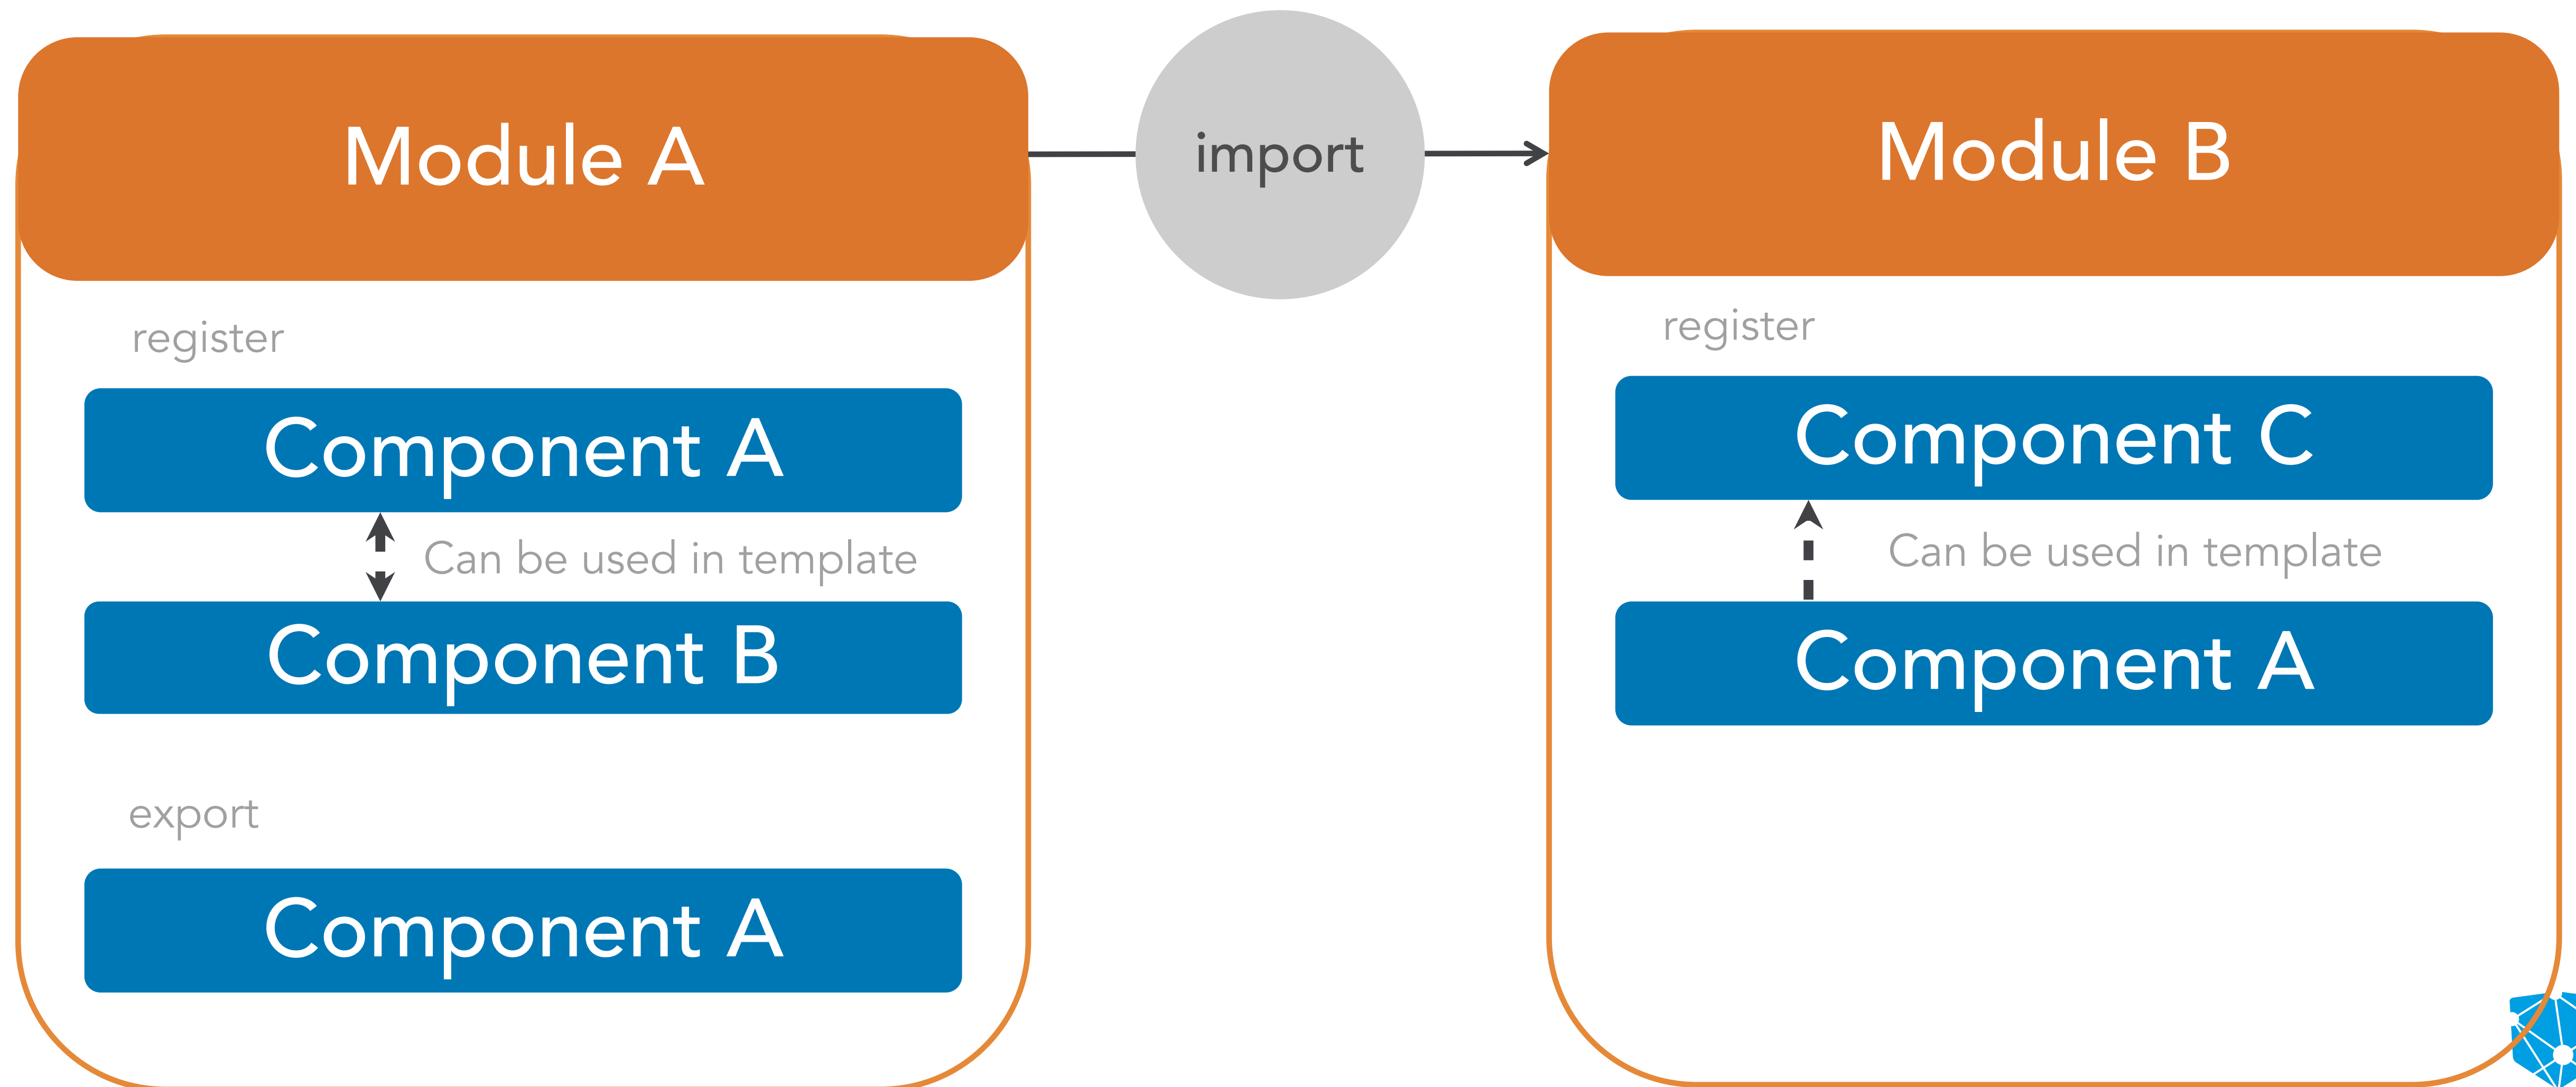 Module A
register
Component A
Can be used in template
Component B
export
Component A
import
Module B
register
Component C
Can be used in template
Component A